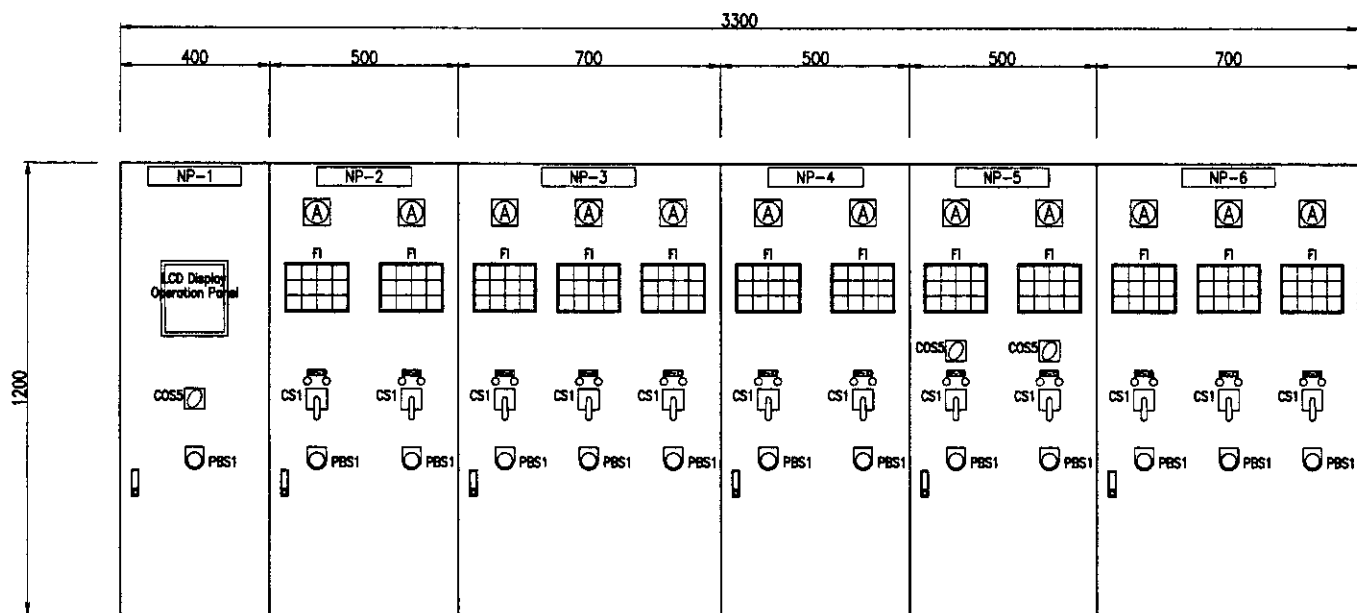 3300
400 500 700 500 500 700
NP-1 NP-2 NP-3 NP-4 NP-5 NP-6
A A A A A A A A A A A A
FI FI FI FI FI FI FI FI FI FI FI FI
LCD Display
Operation Panel
COS5 COS5
1200
COS5 CS1 CS1 CS1 CS1 CS1 CS1 CS1 CS1 CS1 CS1 CS1 CS1
PBS1 PBS1 PBS1 PBS1 PBS1 PBS1 PBS1 PBS1 PBS1 PBS1 PBS1 PBS1 PBS1